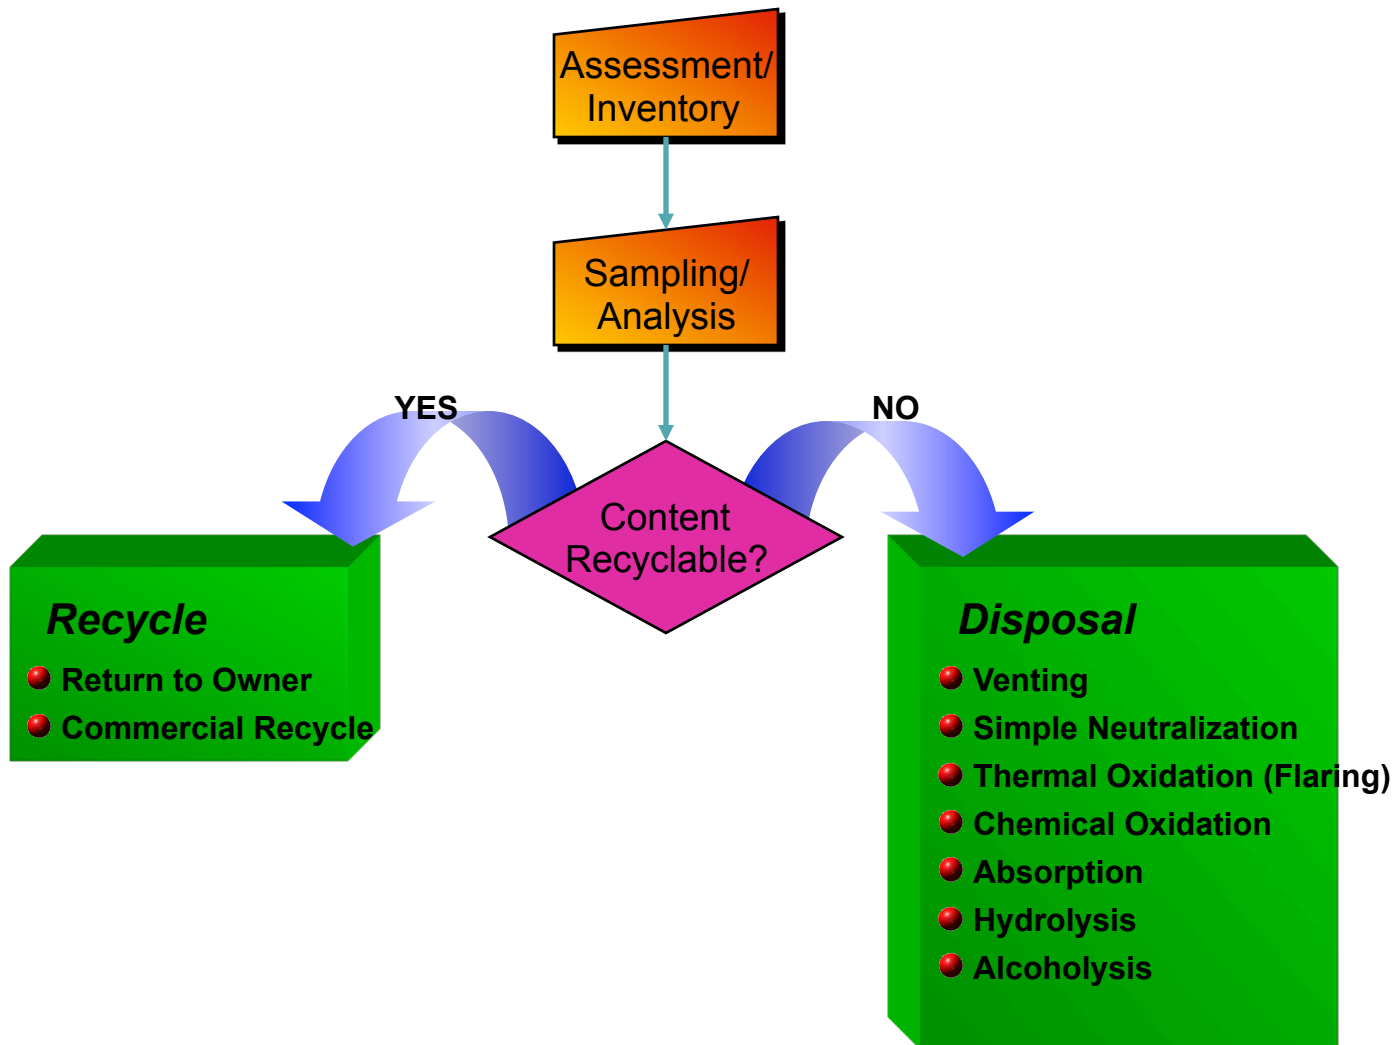 Assessment/
Inventory
Sampling/
Analysis
YES
NO
Content
Recyclable?
Recycle
Return to Owner
Commercial Recycle
Disposal
Venting
Simple Neutralization
Thermal Oxidation (Flaring)
Chemical Oxidation
Absorption
Hydrolysis
Alcoholysis